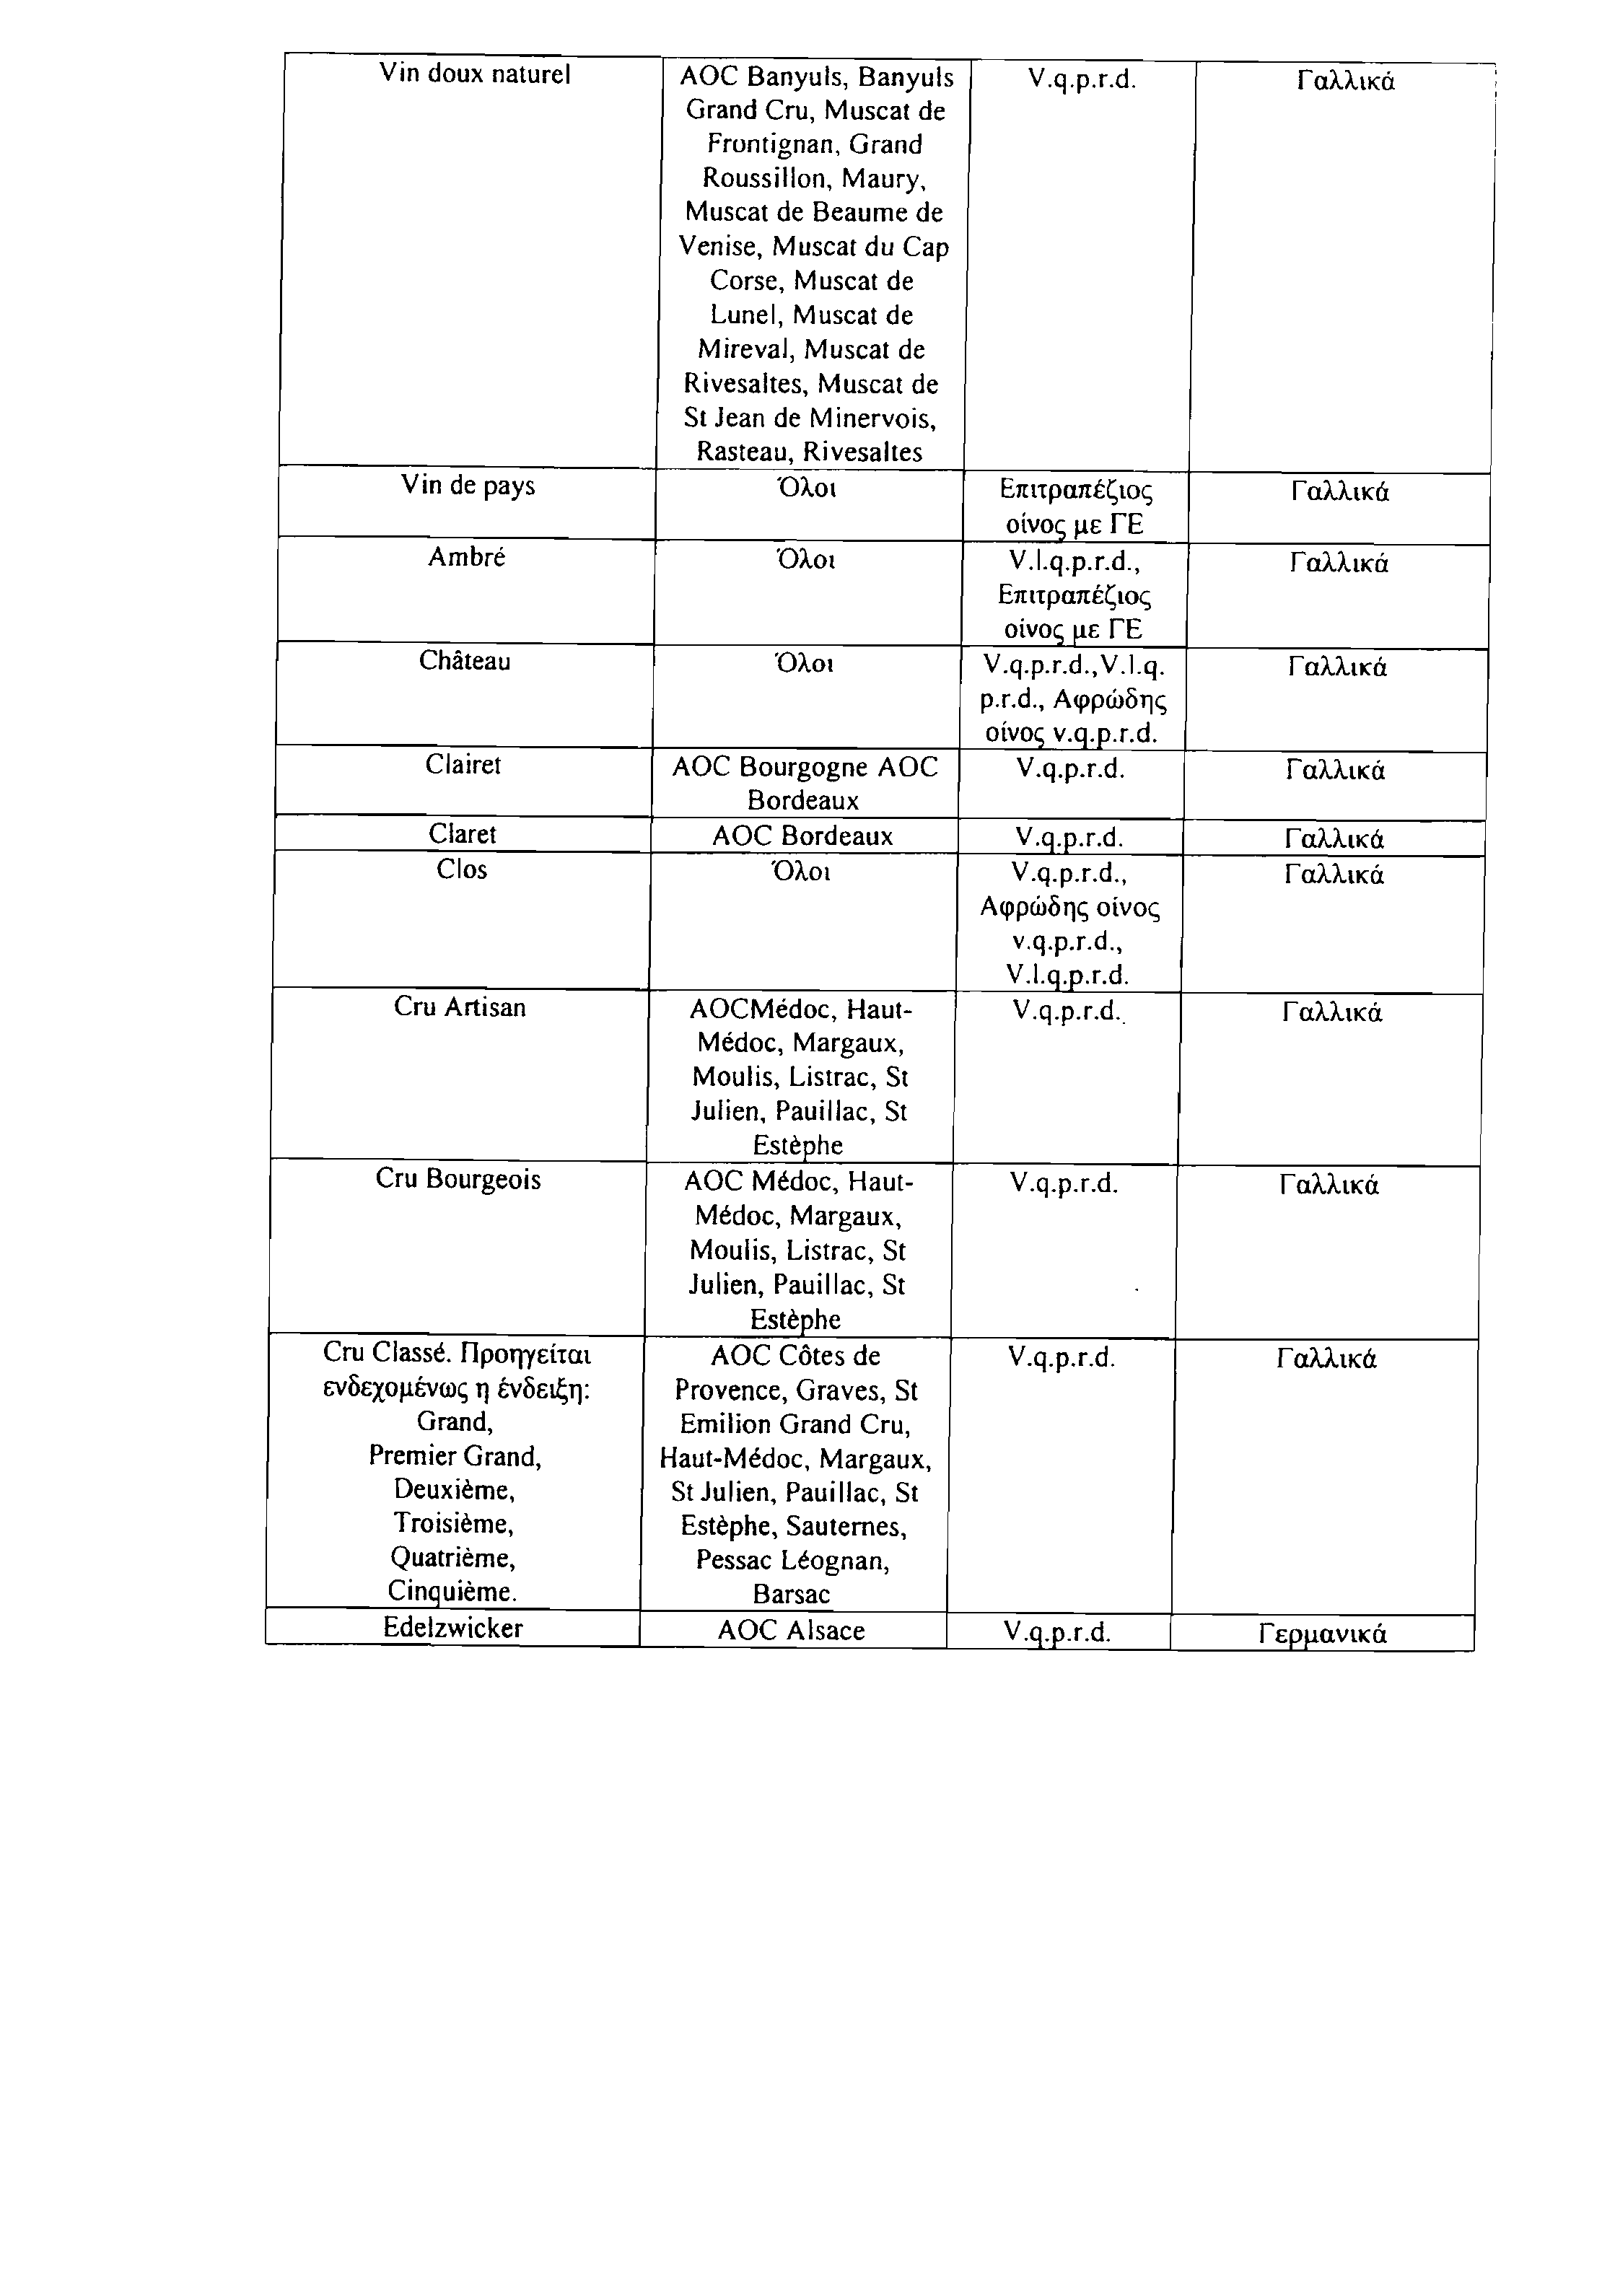 Vin doux naturel
AOC Banyuls, Banyuls
Grand Cru, Muscat de
Frontignan, Grand
Roussillon, Maury,
Muscat de Beaume de
Venise, Muscat du Cap
Corse, Muscat de
Lunel, Muscat de
Mireval, Muscat de
Rivesaltes, Muscat de
St Jean de Minervois,
Rasteau, Rivesaltes
V.q.p.r.d.
Γαλλικά
Vin de pays
Όλοι
Επιτραπέζιος
οίνος με ΓΕ
Γαλλικά
Ambré
Όλοι
V.l.q.p.r.d.,
Επιτραπέζιος
οίνος με ΓΕ
Γαλλικά
Château
Όλοι
V.q.p.r.d.,V.l.q.
p.r.d., Αφρώδης
οίνος v.q.p.r.d.
Γαλλικά
Clairet
AOC Bourgogne AOC
Bordeaux
V.q.p.r.d.
Γαλλικά
Claret
AOC Bordeaux
V.q.p.r.d.
Γαλλικά
Clos
Όλοι
V.q.p.r.d.,
Αφρώδης οίνος
v.q.p.r.d.,
V.l.q.p.r.d.
Γαλλικά
Cru Artisan
AOCMédoc, Haut-
Médoc, Margaux,
Moulis, Listrac, St
Julien, Pauillac, St
Estèphe
V.q.p.r.d.
Γαλλικά
Cru Bourgeois
AOC Médoc, Haut-
Médoc, Margaux,
Moulis, Listrac, St
Julien, Pauillac, St
Estèphe
V.q.p.r.d.
Γαλλικά
Cru Classé. Προηγείται
ενδεχομένως η ένδειξη:
Grand,
Premier Grand,
Deuxième,
Troisième,
Quatrième,
Cinquième.
AOC Côtes de
Provence, Graves, St
Emilion Grand Cru,
Haut-Médoc, Margaux,
St Julien, Pauillac, St
Estèphe, Sauternes,
Pessac Léognan,
Barsac
V.q.p.r.d.
Γαλλικά
Edelzwicker
AOC Alsace
V.q.p.r.d.
Γερμανικά